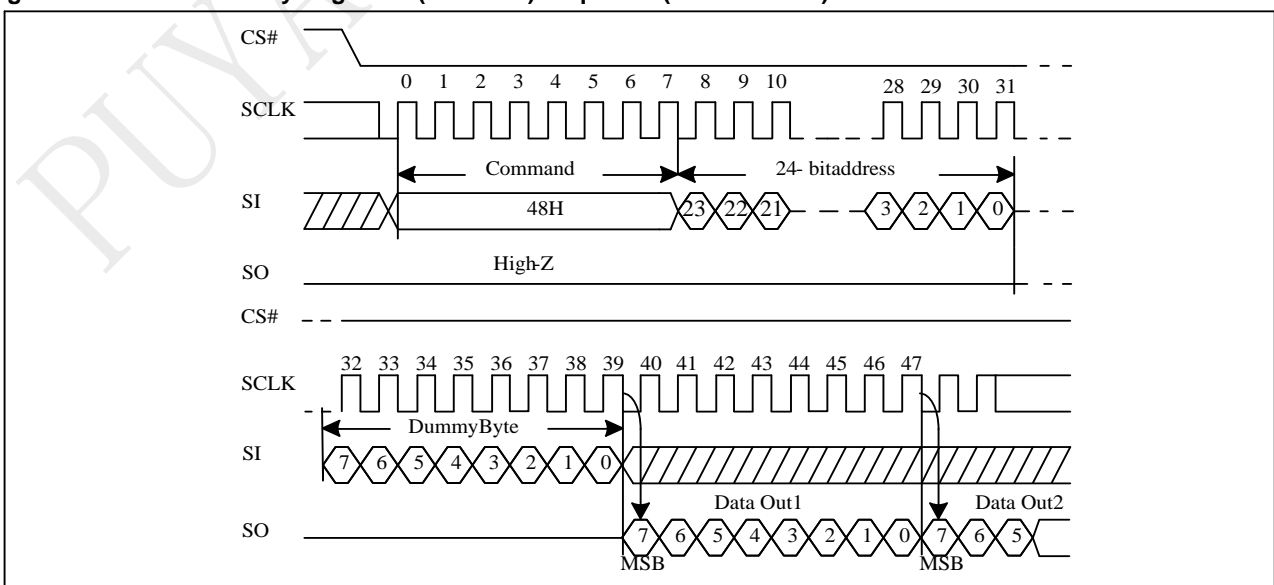 PUYA
CS#
0 1 2 3 4 5 6 7 8 9 10 28 29 30 31
SCLK
Command 24- bitaddress
SI
48H 23 22 21 3 2 1 0
High-Z
SO
CS#
32 33 34 35 36 37 38 39 40 41 42 43 44 45 46 47
SCLK
DummyByte
SI
7 6 5 4 3 2 1 0
Data Out1 Data Out2
SO
7 6 5 4 3 2 1 0 7 6 5
MSB MSB